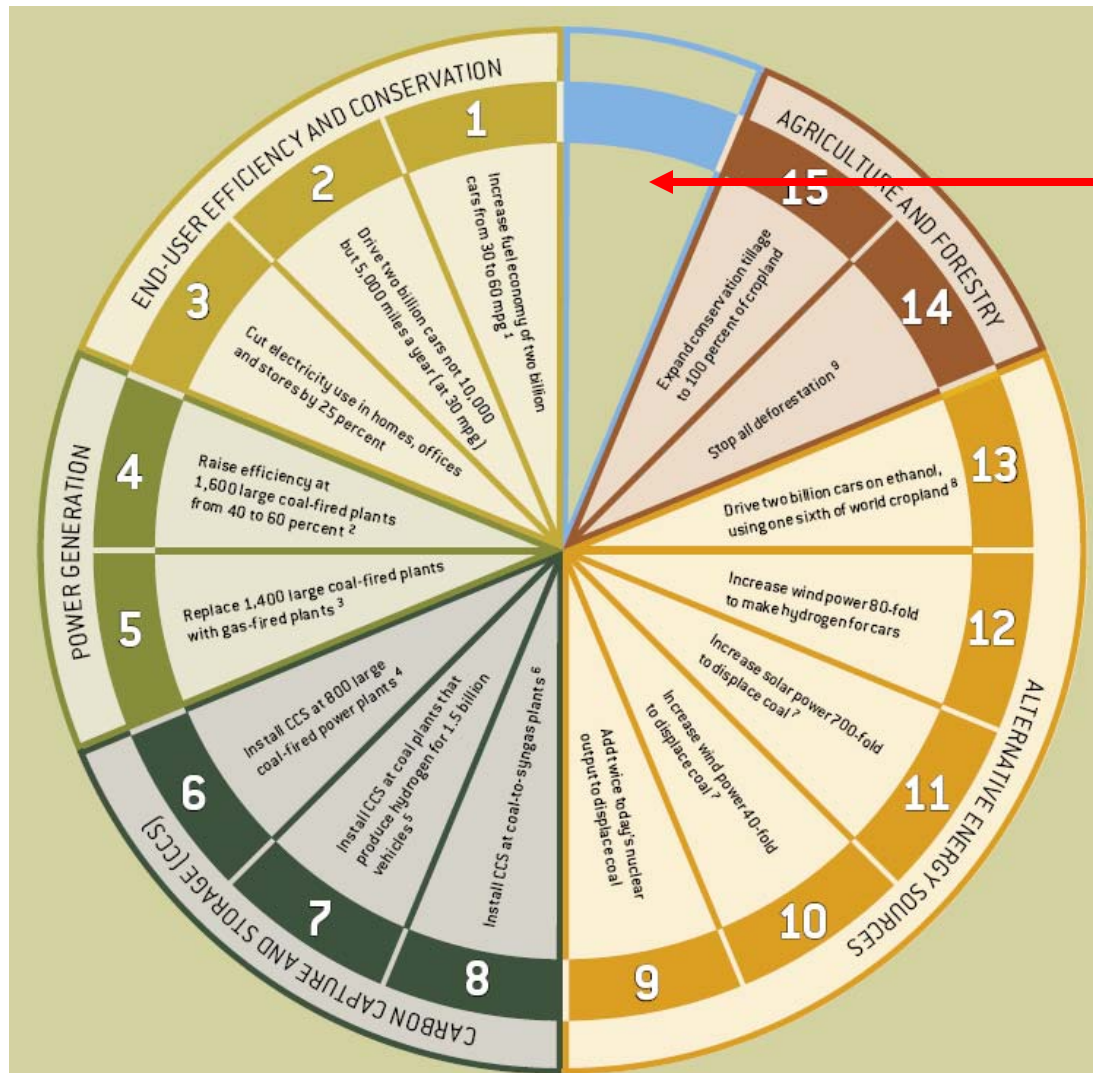 END-USER EFFICIENCY AND CONSERVATION
1
Increase fuel economy of two billion
cars from 30 to 60 mpg 1
2
Drive two billion cars not 10,000
but 5,000 miles a year (at 30 mpg)
3
Cut electricity use in homes, offices
and stores by 25 percent
POWER GENERATION
4
Raise efficiency at
1,600 large coal-fired plants
from 40 to 60 percent 2
5
Replace 1,400 large coal-fired plants
with gas-fired plants 3
CARBON CAPTURE AND STORAGE (CCS)
6
Install CCS at 800 large
coal-fired power plants 4
7
Install CCS at coal plants that
produce hydrogen for 1.5 billion
vehicles 5
8
Install CCS at coal-to-syngas plants 6
ALTERNATIVE ENERGY SOURCES
9
Add twice today's nuclear
output to displace coal
10
Increase wind power 40-fold
to displace coal 7
11
Increase solar power 700-fold
to displace coal 7
12
Increase wind power 80-fold
to make hydrogen for cars
13
Drive two billion cars on ethanol,
using one sixth of world cropland 8
AGRICULTURE AND FORESTRY
14
Stop all deforestation 9
15
Expand conservation tillage
to 100 percent of cropland